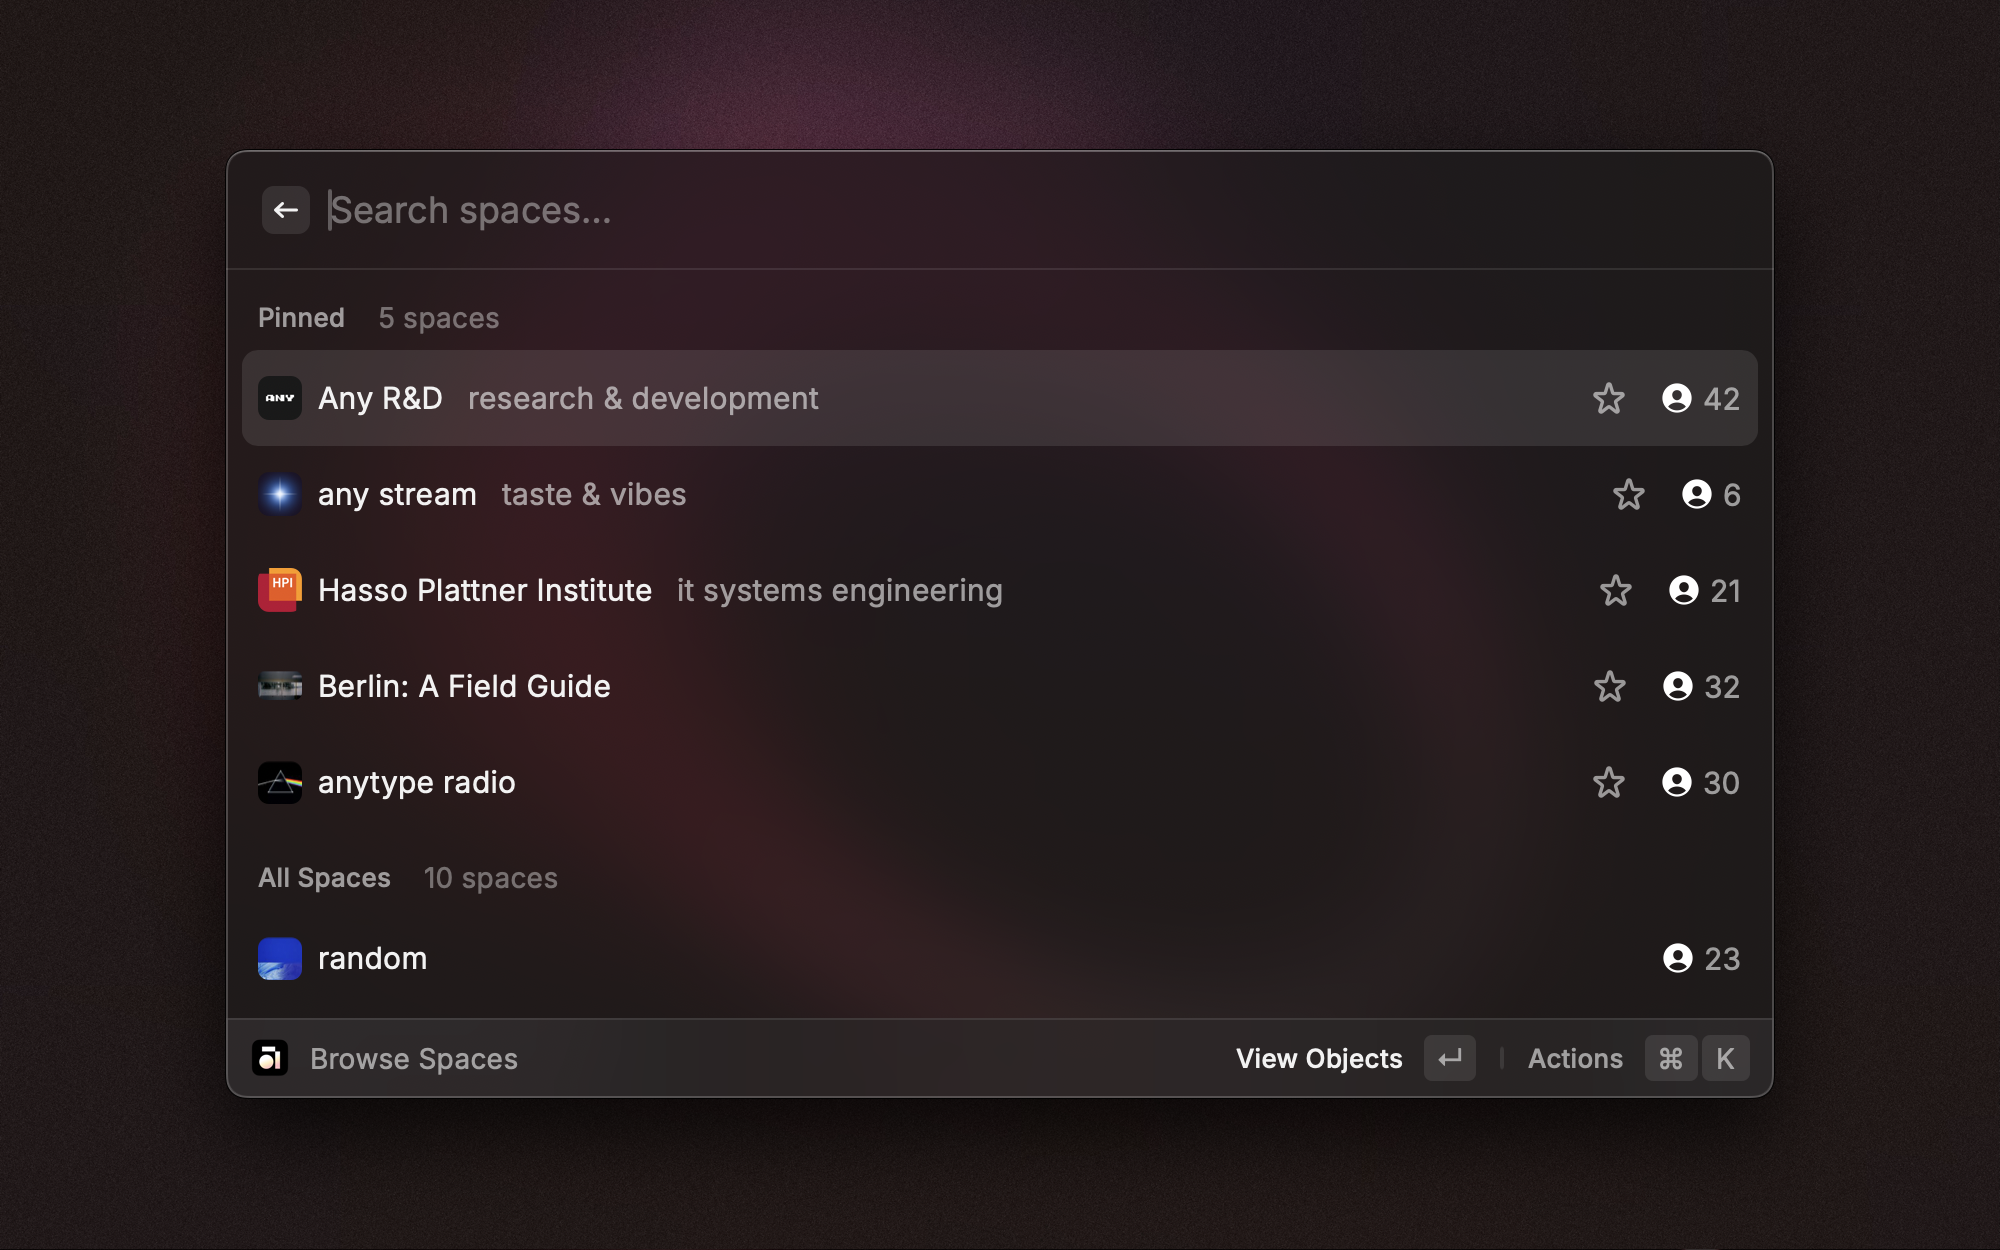 Search spaces...
Pinned 5 spaces
ANY Any R&D research & development 42
any stream taste & vibes 6
HPI Hasso Plattner Institute it systems engineering 21
Berlin: A Field Guide 32
anytype radio 30
All Spaces 10 spaces
random 23
Browse Spaces View Objects Actions ⌘ K